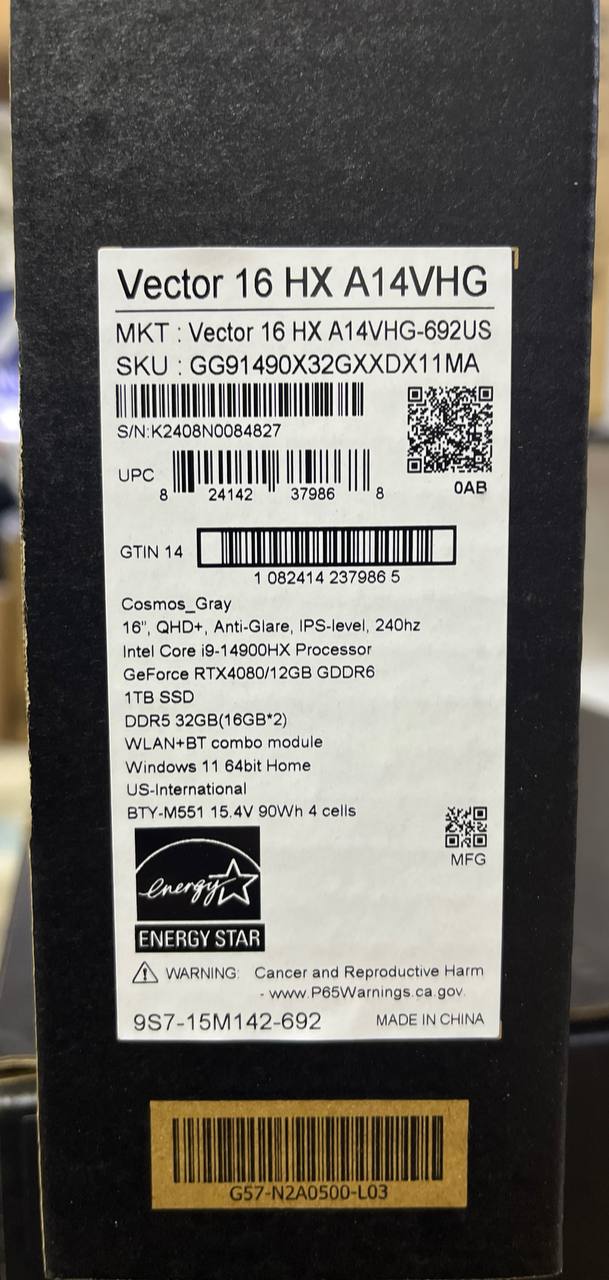 Vector 16 HX A14VHG
MKT : Vector 16 HX A14VHG-692US
SKU : GG91490X32GXXDX11MA
S/N:K2408N0084827
0AB
UPC
8 24142 37986 8
GTIN 14
1 082414 237986 5
Cosmos_Gray
16", QHD+, Anti-Glare, IPS-level, 240hz
Intel Core i9-14900HX Processor
GeForce RTX4080/12GB GDDR6
1TB SSD
DDR5 32GB(16GB*2)
WLAN+BT combo module
Windows 11 64bit Home
US-International
BTY-M551 15.4V 90Wh 4 cells
MFG
energy
ENERGY STAR
WARNING: Cancer and Reproductive Harm
- www.P65Warnings.ca.gov.
9S7-15M142-692 MADE IN CHINA
G57-N2A0500-L03